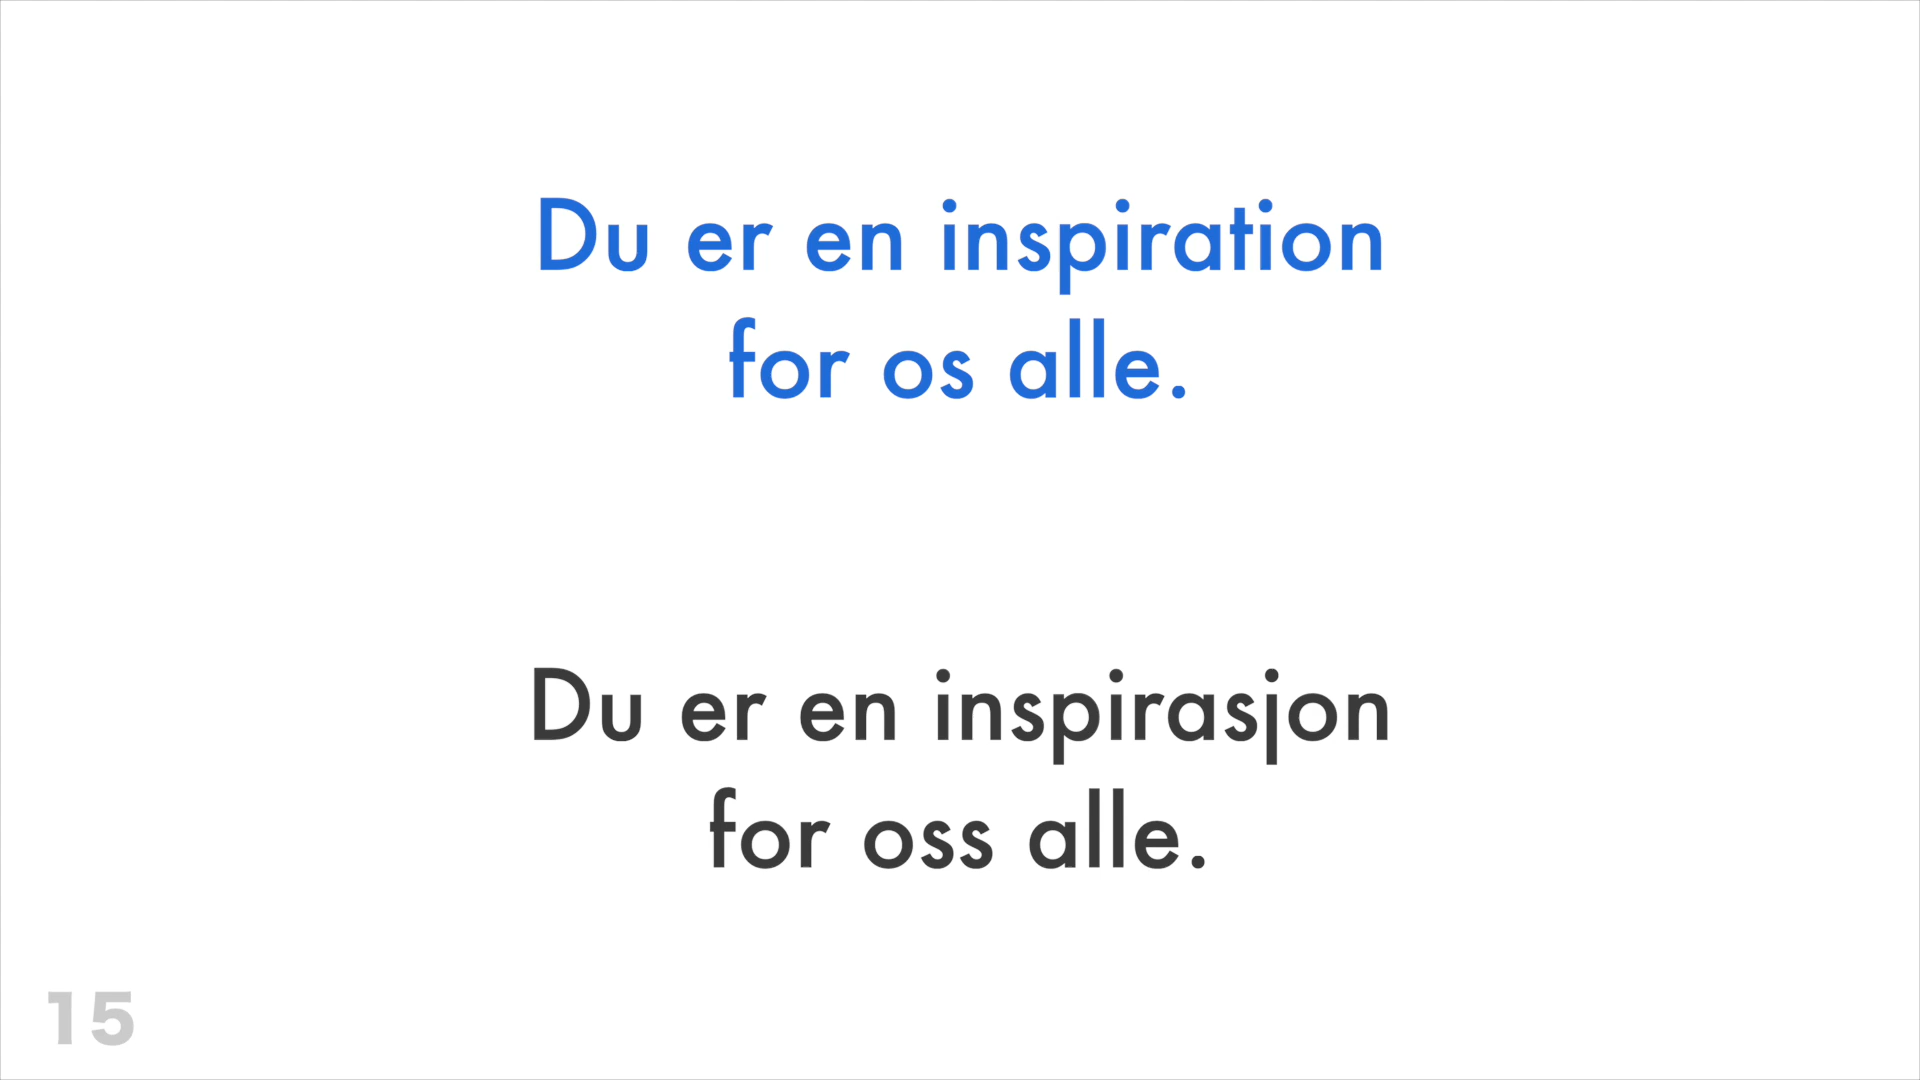 Du er en inspiration
for os alle.
Du er en inspirasjon
for oss alle.
15